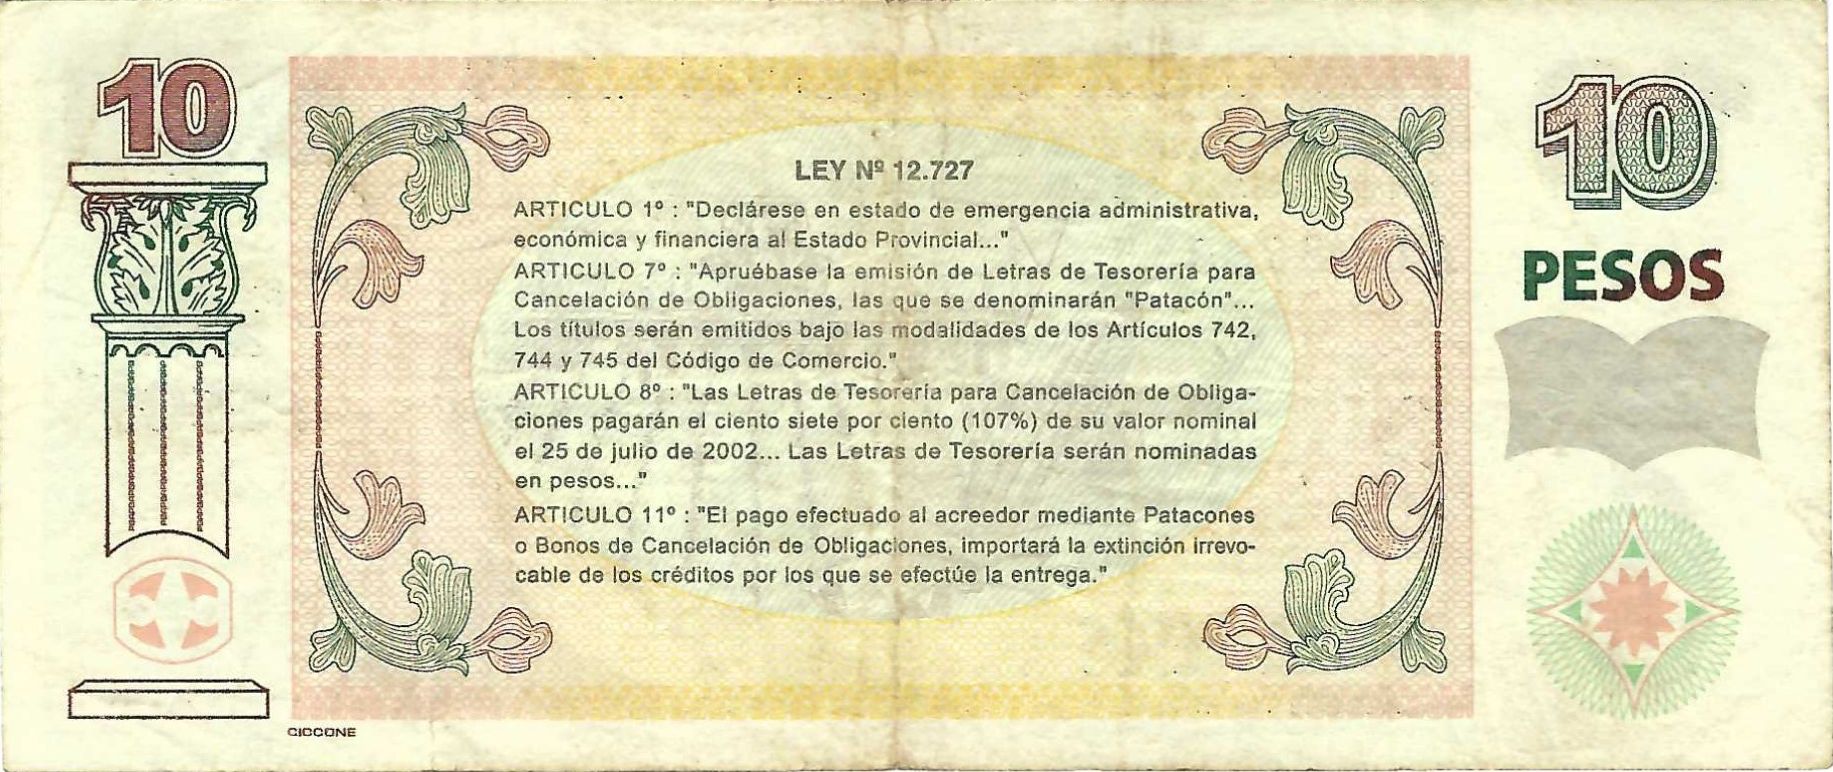 10
10
PESOS
LEY Nº 12.727
ARTICULO 1º : "Declárese en estado de emergencia administrativa,
económica y financiera al Estado Provincial..."
ARTICULO 7º : "Apruébase la emisión de Letras de Tesorería para
Cancelación de Obligaciones, las que se denominarán "Patacón"...
Los títulos serán emitidos bajo las modalidades de los Artículos 742,
744 y 745 del Código de Comercio."
ARTICULO 8º : "Las Letras de Tesorería para Cancelación de Obliga-
ciones pagarán el ciento siete por ciento (107%) de su valor nominal
el 25 de julio de 2002... Las Letras de Tesorería serán nominadas
en pesos..."
ARTICULO 11º : "El pago efectuado al acreedor mediante Patacones
o Bonos de Cancelación de Obligaciones, importará la extinción irrevo-
cable de los créditos por los que se efectúe la entrega."
CICCONE